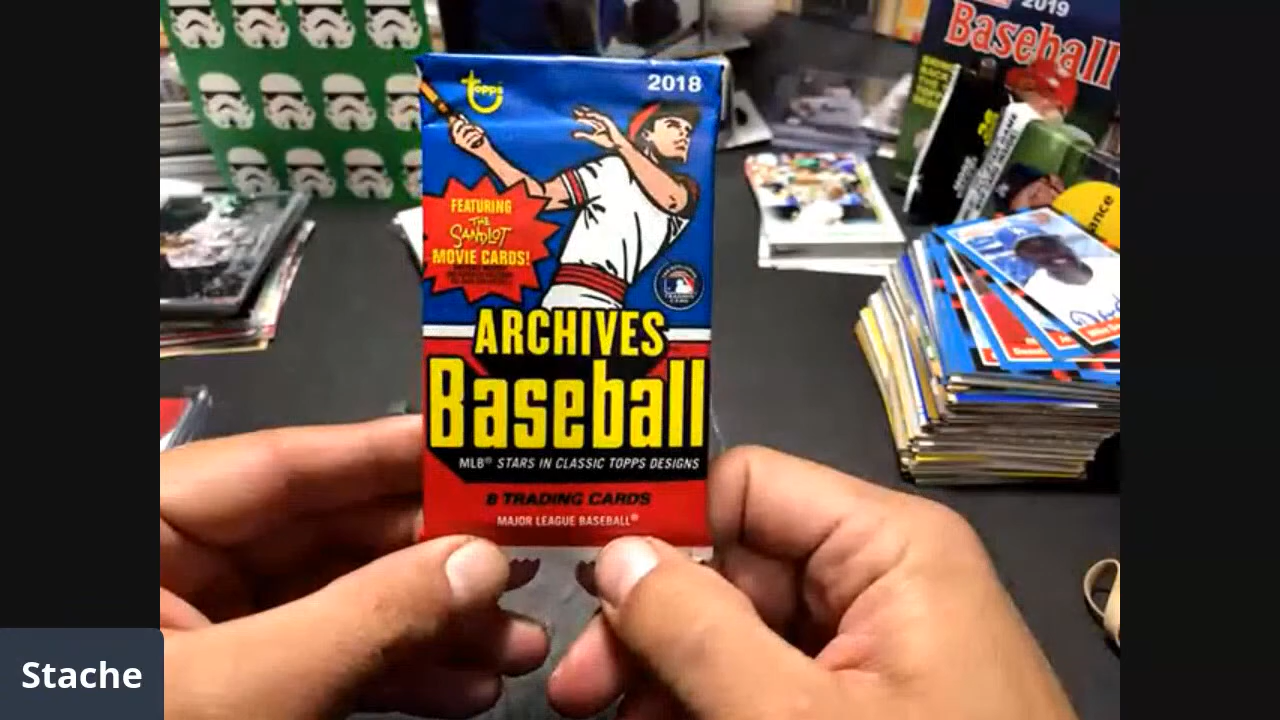 topps
2018
FEATURING
THE
SANDLOT
MOVIE CARDS!
ARCHIVES
Baseball
MLB® STARS IN CLASSIC TOPPS DESIGNS
8 TRADING CARDS
MAJOR LEAGUE BASEBALL®
2019
Baseball
Stache